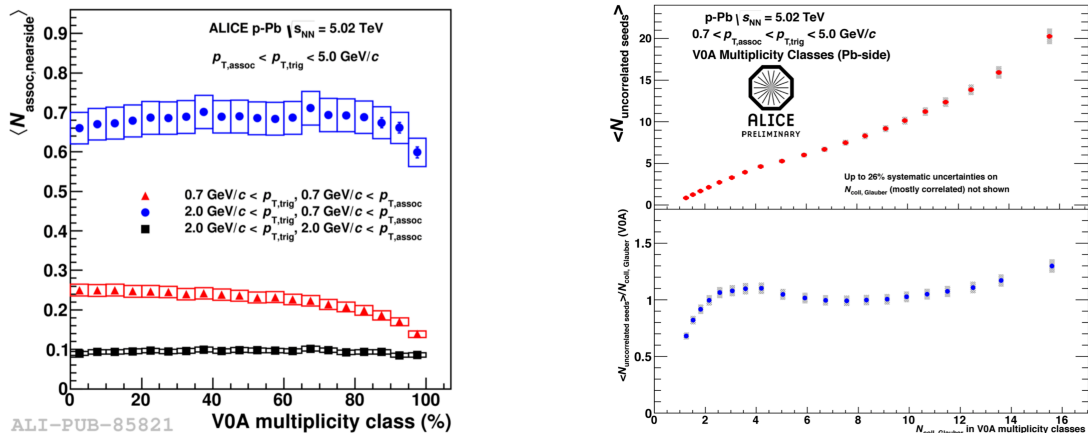 ALICE p-Pb √s_NN = 5.02 TeV
p_T,assoc < p_T,trig < 5.0 GeV/c
⟨N_assoc,nearside⟩
0.7 GeV/c < p_T,trig, 0.7 GeV/c < p_T,assoc
2.0 GeV/c < p_T,trig, 0.7 GeV/c < p_T,assoc
2.0 GeV/c < p_T,trig, 2.0 GeV/c < p_T,assoc
0.9
0.8
0.7
0.6
0.5
0.4
0.3
0.2
0.1
0
0 20 40 60 80 100
V0A multiplicity class (%)
ALI-PUB-85821
p-Pb √s_NN = 5.02 TeV
0.7 < p_T,assoc < p_T,trig < 5.0 GeV/c
V0A Multiplicity Classes (Pb-side)
ALICE
PRELIMINARY
<N_uncorrelated seeds>
20
15
10
5
0
Up to 26% systematic uncertainties on
N_coll, Glauber (mostly correlated) not shown
<N_uncorrelated seeds>/N_coll, Glauber (V0A)
1.5
1
0.5
0 2 4 6 8 10 12 14 16
N_coll, Glauber in V0A multiplicity classes